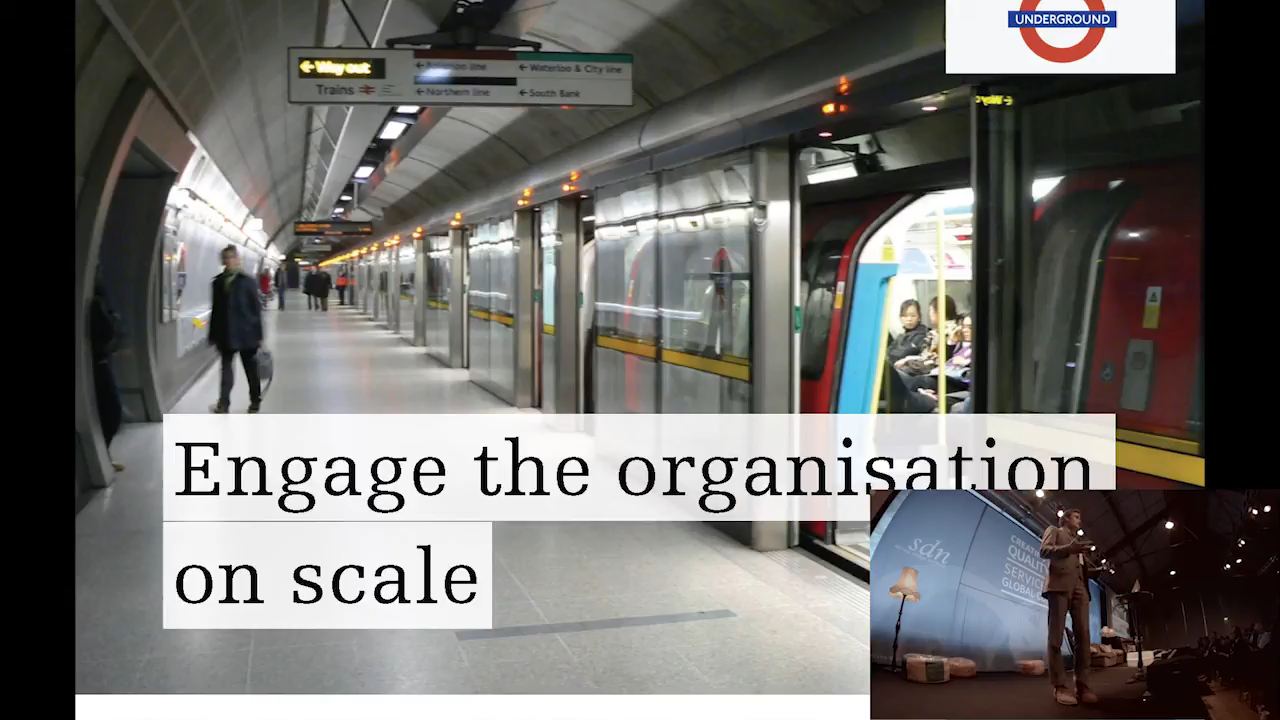 UNDERGROUND
← Way out
line
← Waterloo & City line
Trains
← Northern line
← South Bank
Way
Engage the organisation
on scale
sdn
QUALITY
SERVICE
GLOBAL